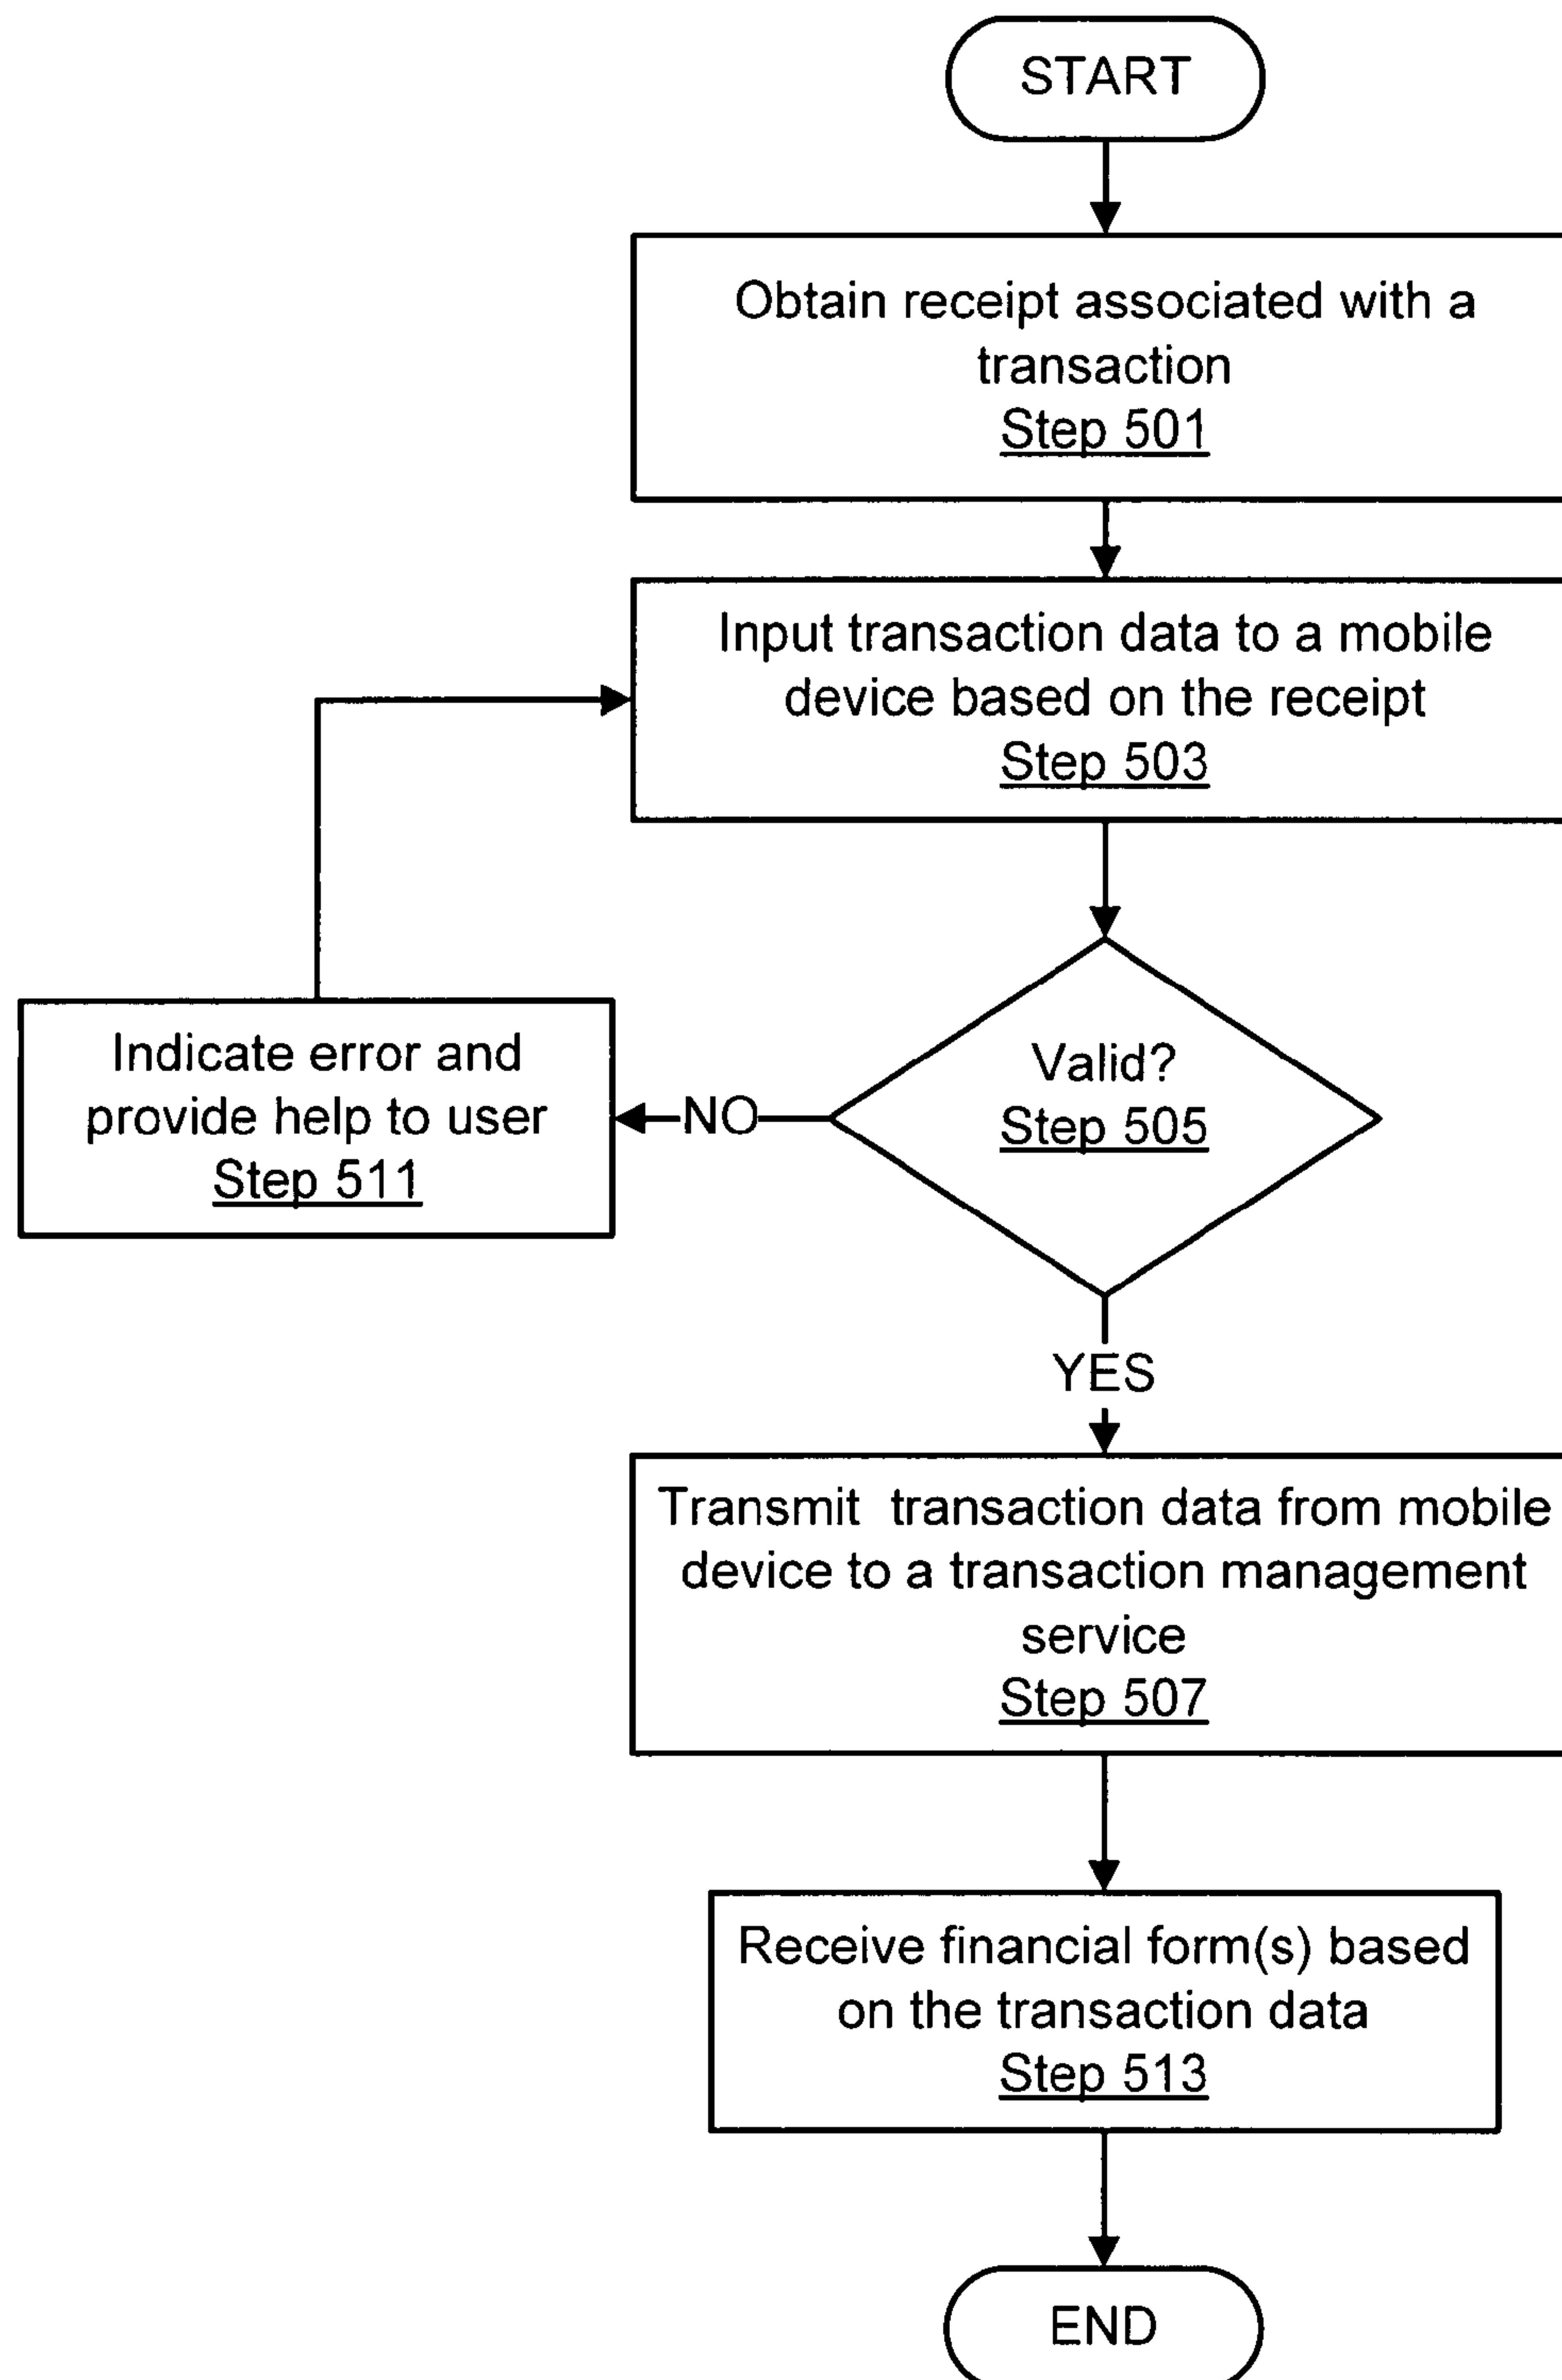 START
Obtain receipt associated with a
transaction
Step 501
Input transaction data to a mobile
device based on the receipt
Step 503
Valid?
Step 505
NO
Indicate error and
provide help to user
Step 511
YES
Transmit transaction data from mobile
device to a transaction management
service
Step 507
Receive financial form(s) based
on the transaction data
Step 513
END